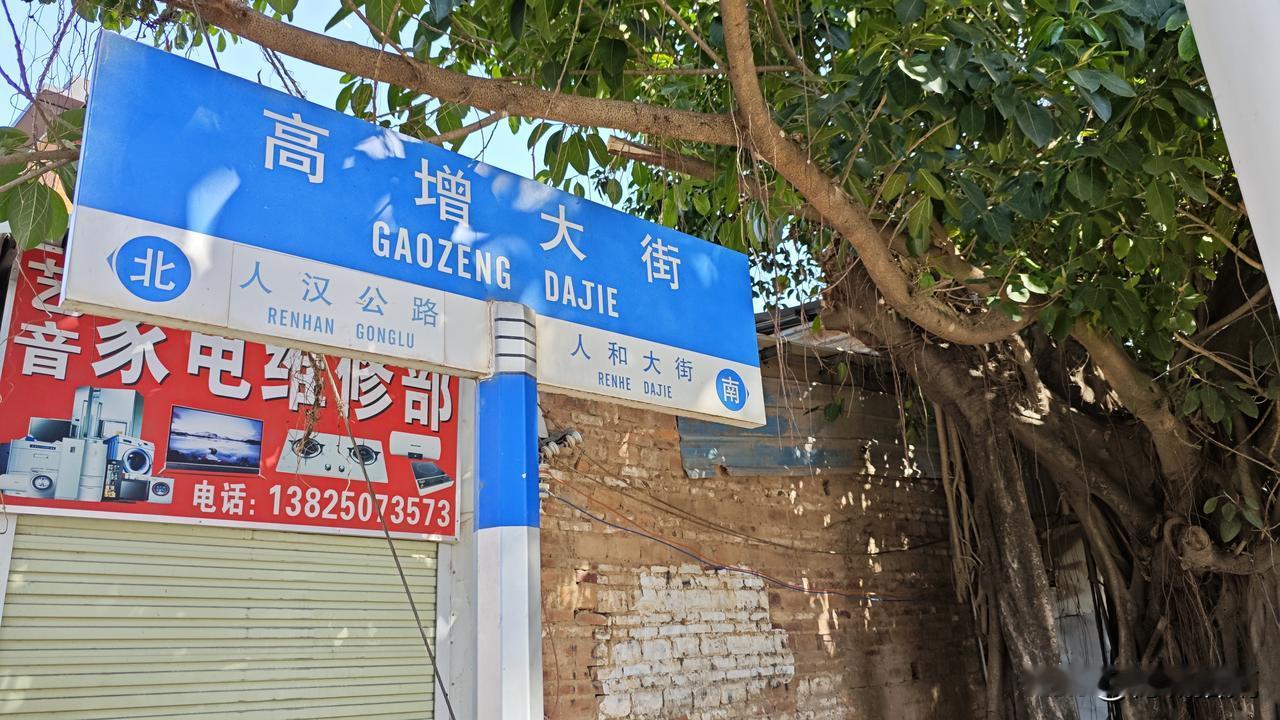 高增大街
GAOZENG DAJIE
北
人汉公路
RENHAN GONGLU
人和大街
RENHE DAJIE
南
艺
音家电维修部
电话: 13825073573